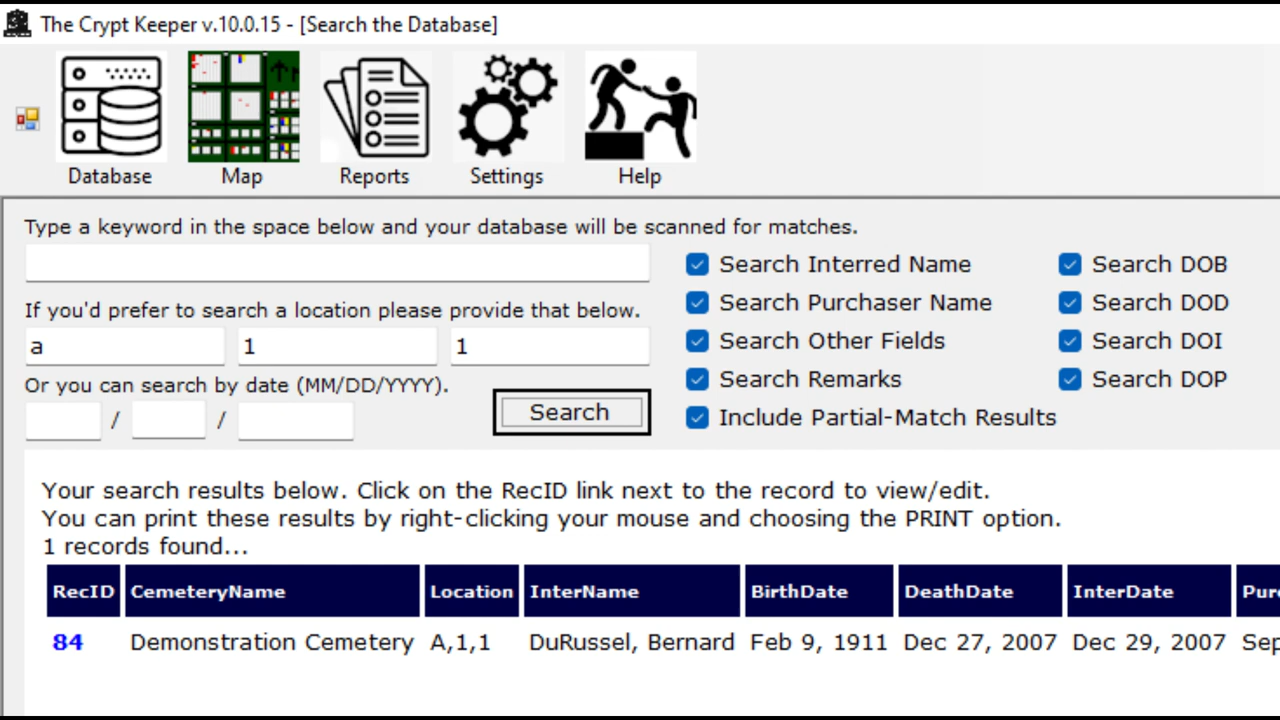 The Crypt Keeper v.10.0.15 - [Search the Database]
Database Map Reports Settings Help
Type a keyword in the space below and your database will be scanned for matches.
Search Interred Name Search DOB
Search Purchaser Name Search DOD
If you'd prefer to search a location please provide that below.
a 1 1
Search Other Fields Search DOI
Or you can search by date (MM/DD/YYYY).
Search Remarks Search DOP
/ /
Search
Include Partial-Match Results
Your search results below. Click on the RecID link next to the record to view/edit.
You can print these results by right-clicking your mouse and choosing the PRINT option.
1 records found...
RecID CemeteryName Location InterName BirthDate DeathDate InterDate Pur
84 Demonstration Cemetery A,1,1 DuRussel, Bernard Feb 9, 1911 Dec 27, 2007 Dec 29, 2007 Sep